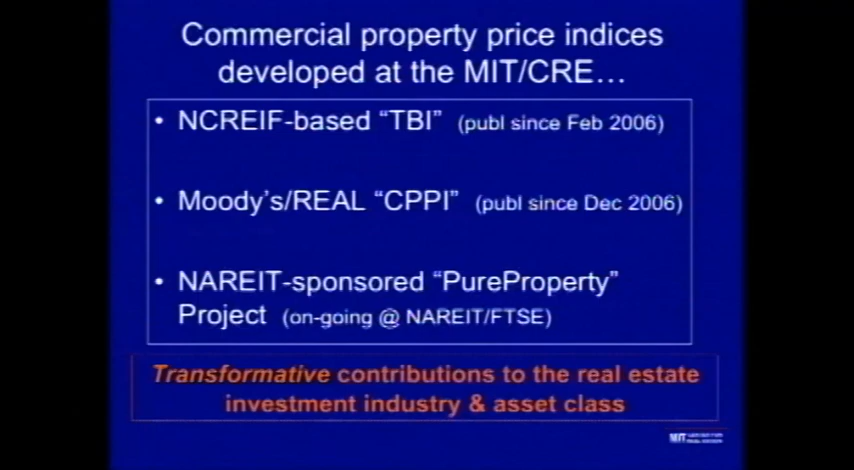 Commercial property price indices
developed at the MIT/CRE…
• NCREIF-based “TBI” (publ since Feb 2006)
• Moody’s/REAL “CPPI” (publ since Dec 2006)
• NAREIT-sponsored “PureProperty”
Project (on-going @ NAREIT/FTSE)
Transformative contributions to the real estate
investment industry & asset class
MIT